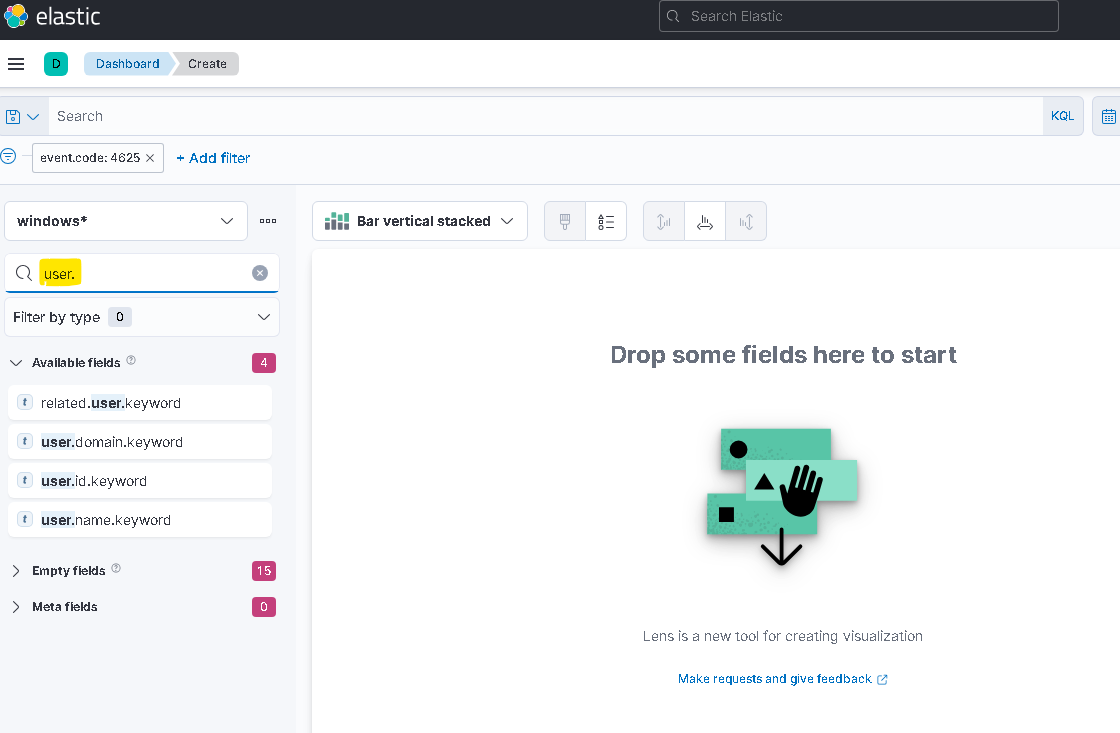 elastic
Search Elastic
D
Dashboard
Create
Search
KQL
event.code: 4625
+ Add filter
windows*
Bar vertical stacked
user.
Filter by type 0
Available fields 4
t related.user.keyword
t user.domain.keyword
t user.id.keyword
t user.name.keyword
Empty fields 15
Meta fields 0
Drop some fields here to start
Lens is a new tool for creating visualization
Make requests and give feedback